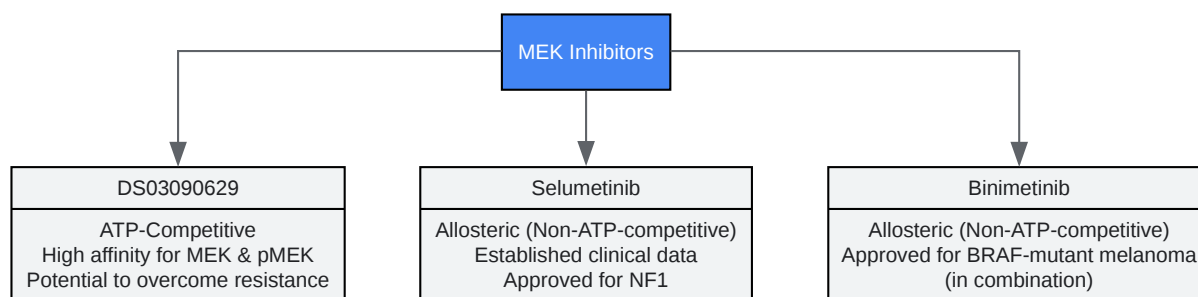 MEK Inhibitors
DS03090629
ATP-Competitive
High affinity for MEK & pMEK
Potential to overcome resistance
Selumetinib
Allosteric (Non-ATP-competitive)
Established clinical data
Approved for NF1
Binimetinib
Allosteric (Non-ATP-competitive)
Approved for BRAF-mutant melanoma
(in combination)